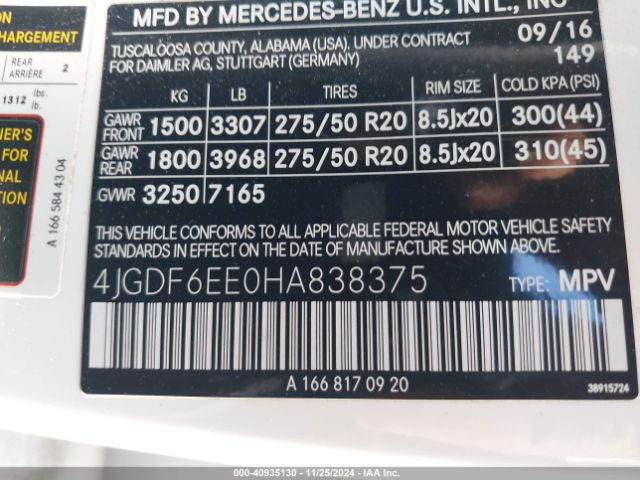 CHARGEMENT
REAR
ARRIÈRE 2
1312 lbs.
lb.
FOR
A 166 584 43 04
MFD BY MERCEDES-BENZ U.S. INTL., INC
TUSCALOOSA COUNTY, ALABAMA (USA). UNDER CONTRACT 09/16
FOR DAIMLER AG, STUTTGART (GERMANY) 149
KG LB TIRES RIM SIZE COLD KPA (PSI)
GAWR FRONT 1500 3307 275/50 R20 8.5Jx20 300(44)
GAWR REAR 1800 3968 275/50 R20 8.5Jx20 310(45)
GVWR 3250 7165
THIS VEHICLE CONFORMS TO ALL APPLICABLE FEDERAL MOTOR VEHICLE SAFETY
STANDARDS IN EFFECT ON THE DATE OF MANUFACTURE SHOWN ABOVE.
4JGDF6EE0HA838375 TYPE: MPV
A 166 817 09 20
38915724
000-40935130 - 11/25/2024 - IAA Inc.